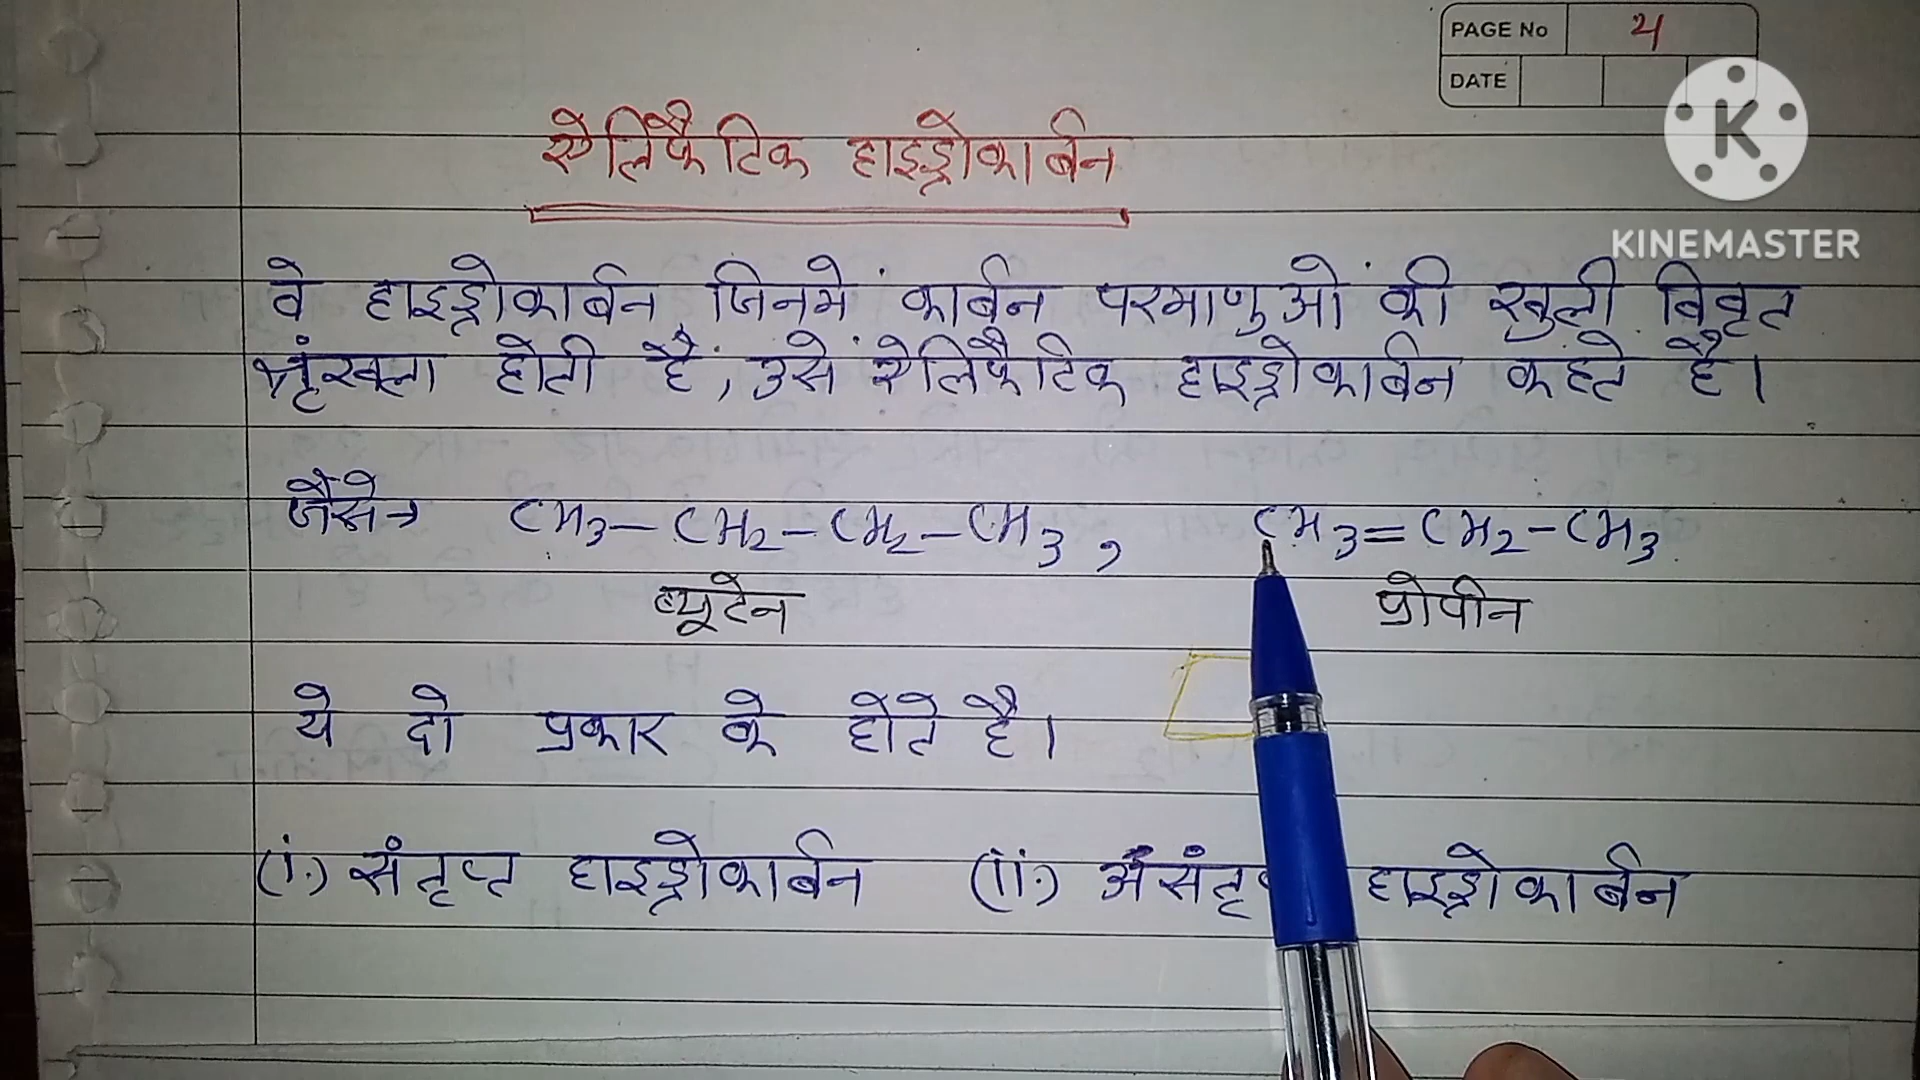 PAGE No 4
DATE
KINEMASTER
ऐलिफैटिक हाइड्रोकार्बन
वे हाइड्रोकार्बन जिनमें कार्बन परमाणुओं की खुली विवृत
श्रृंखला होती हैं, उसे ऐलिफैटिक हाइड्रोकार्बन कहते है।
जैसे→ CH3-CH2-CH2-CH3, CH3=CH2-CH3
ब्यूटेन प्रोपीन
ये दो प्रकार के होते है।
(i.) संतृप्त हाइड्रोकार्बन (ii.) हाइड्रोकार्बन